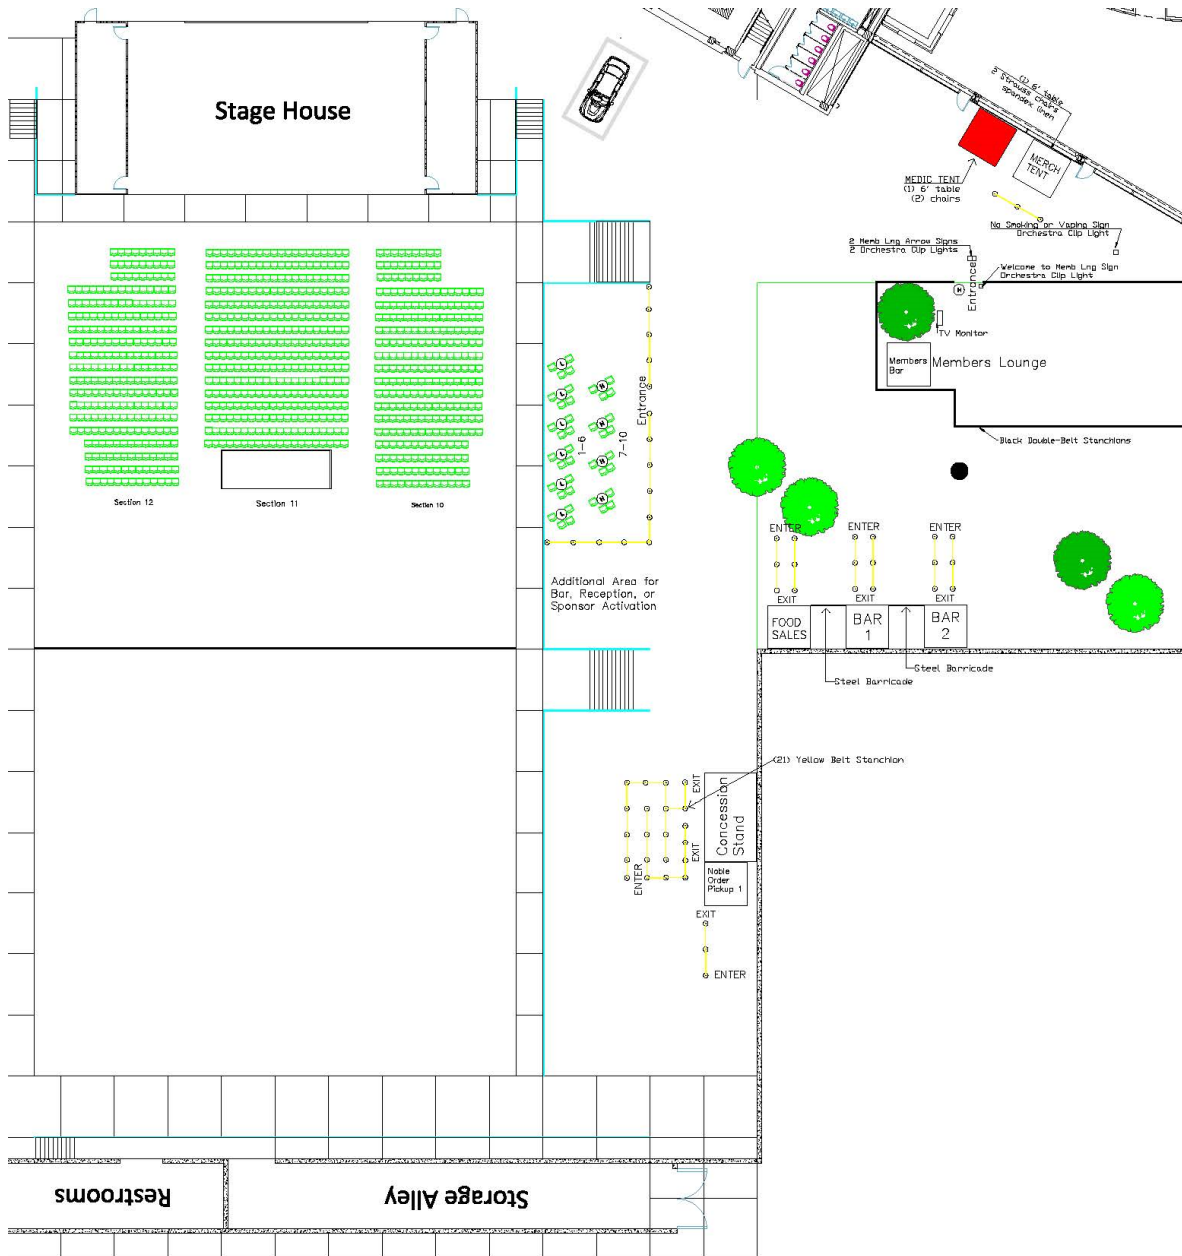 Stage House
(1) 6' table
2 Strauss chairs
spandex linen
MERCH
TENT
MEDIC TENT
(1) 6' table
(2) chairs
No Smoking or Vaping Sign
Orchestra Clip Light
2 Memb Lng Arrow Signs
2 Orchestra Clip Lights
Entrance
Welcome to Memb Lng Sign
Orchestra Clip Light
TV Monitor
Members
Bar
Members Lounge
Black Double-Belt Stanchions
Entrance
1-6
7-10
Section 12
Section 11
Section 10
Additional Area for
Bar, Reception, or
Sponsor Activation
ENTER
ENTER
ENTER
EXIT
EXIT
EXIT
FOOD
SALES
BAR
1
BAR
2
Steel Barricade
Steel Barricade
(21) Yellow Belt Stanchion
EXIT
Concession
Stand
EXIT
ENTER
Noble
Order
Pickup 1
EXIT
ENTER
Restrooms
Storage Alley